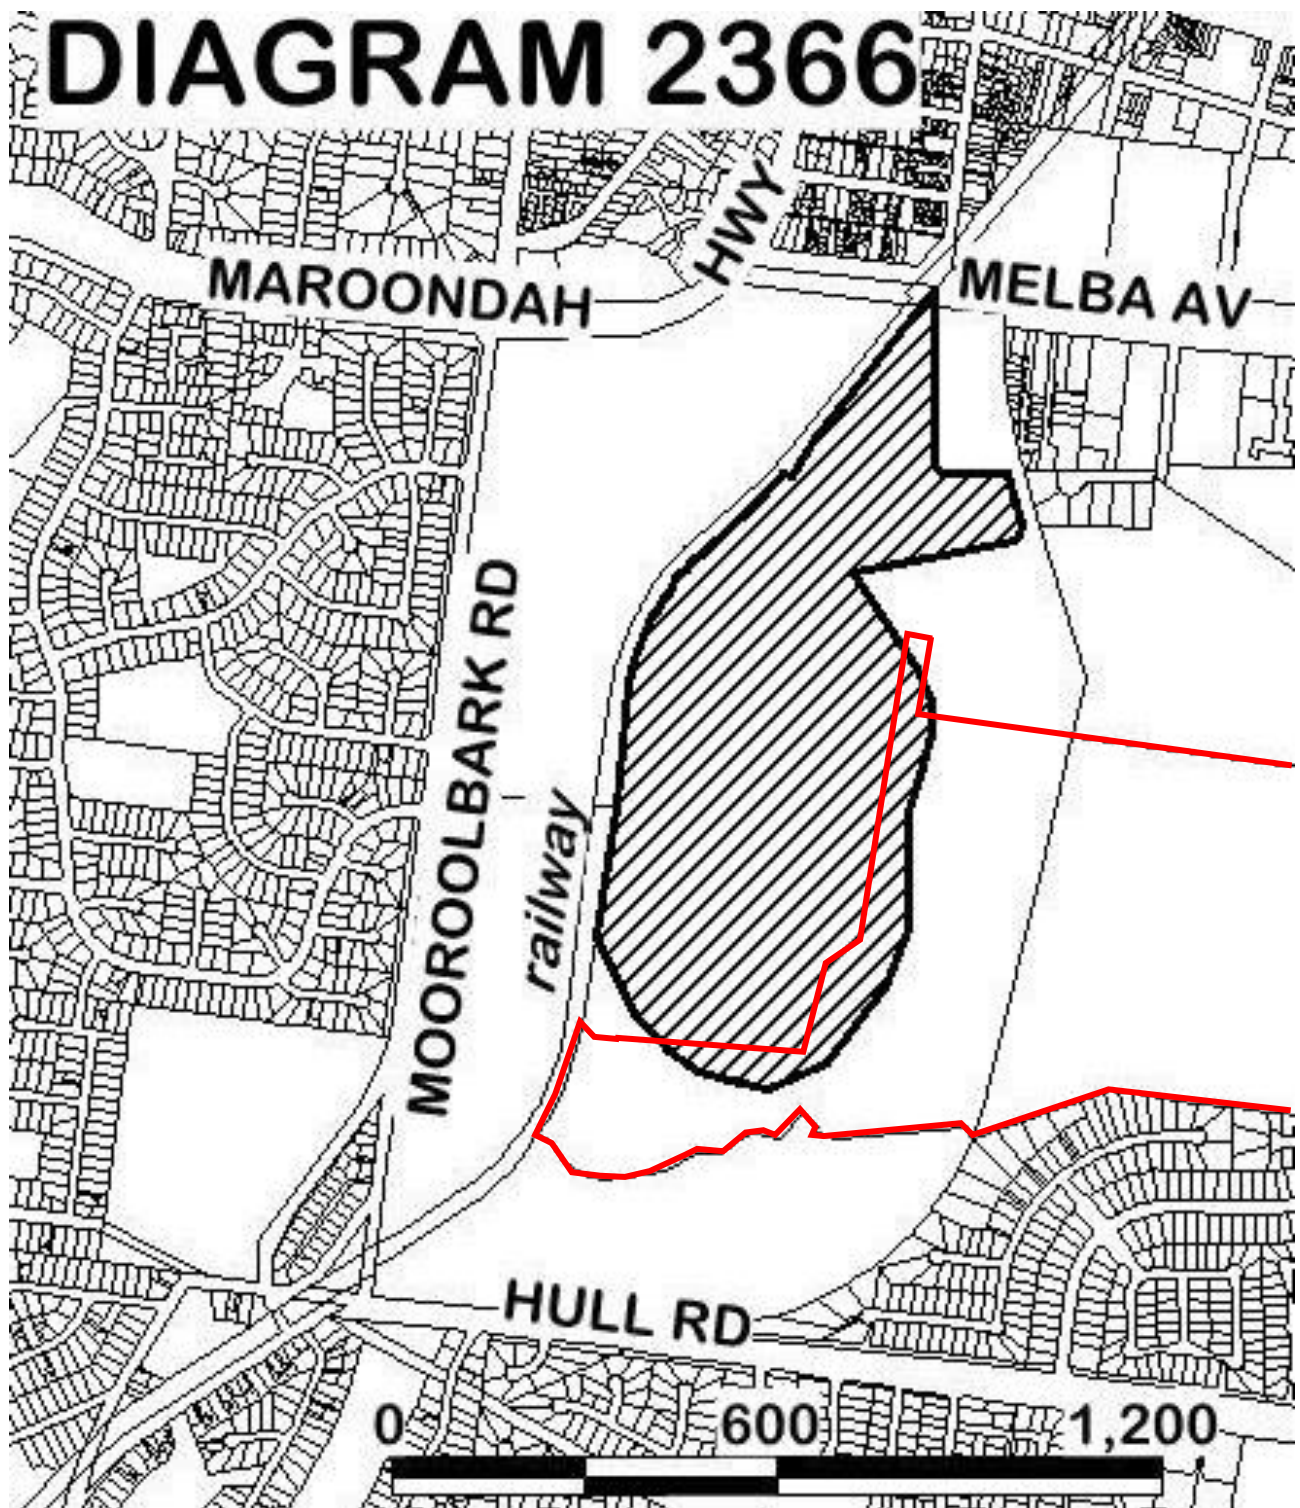 DIAGRAM 2366
HWY
MAROONDAH
MELBA AV
MOOROOLBARK RD
railway
HULL RD
0 600 1,200